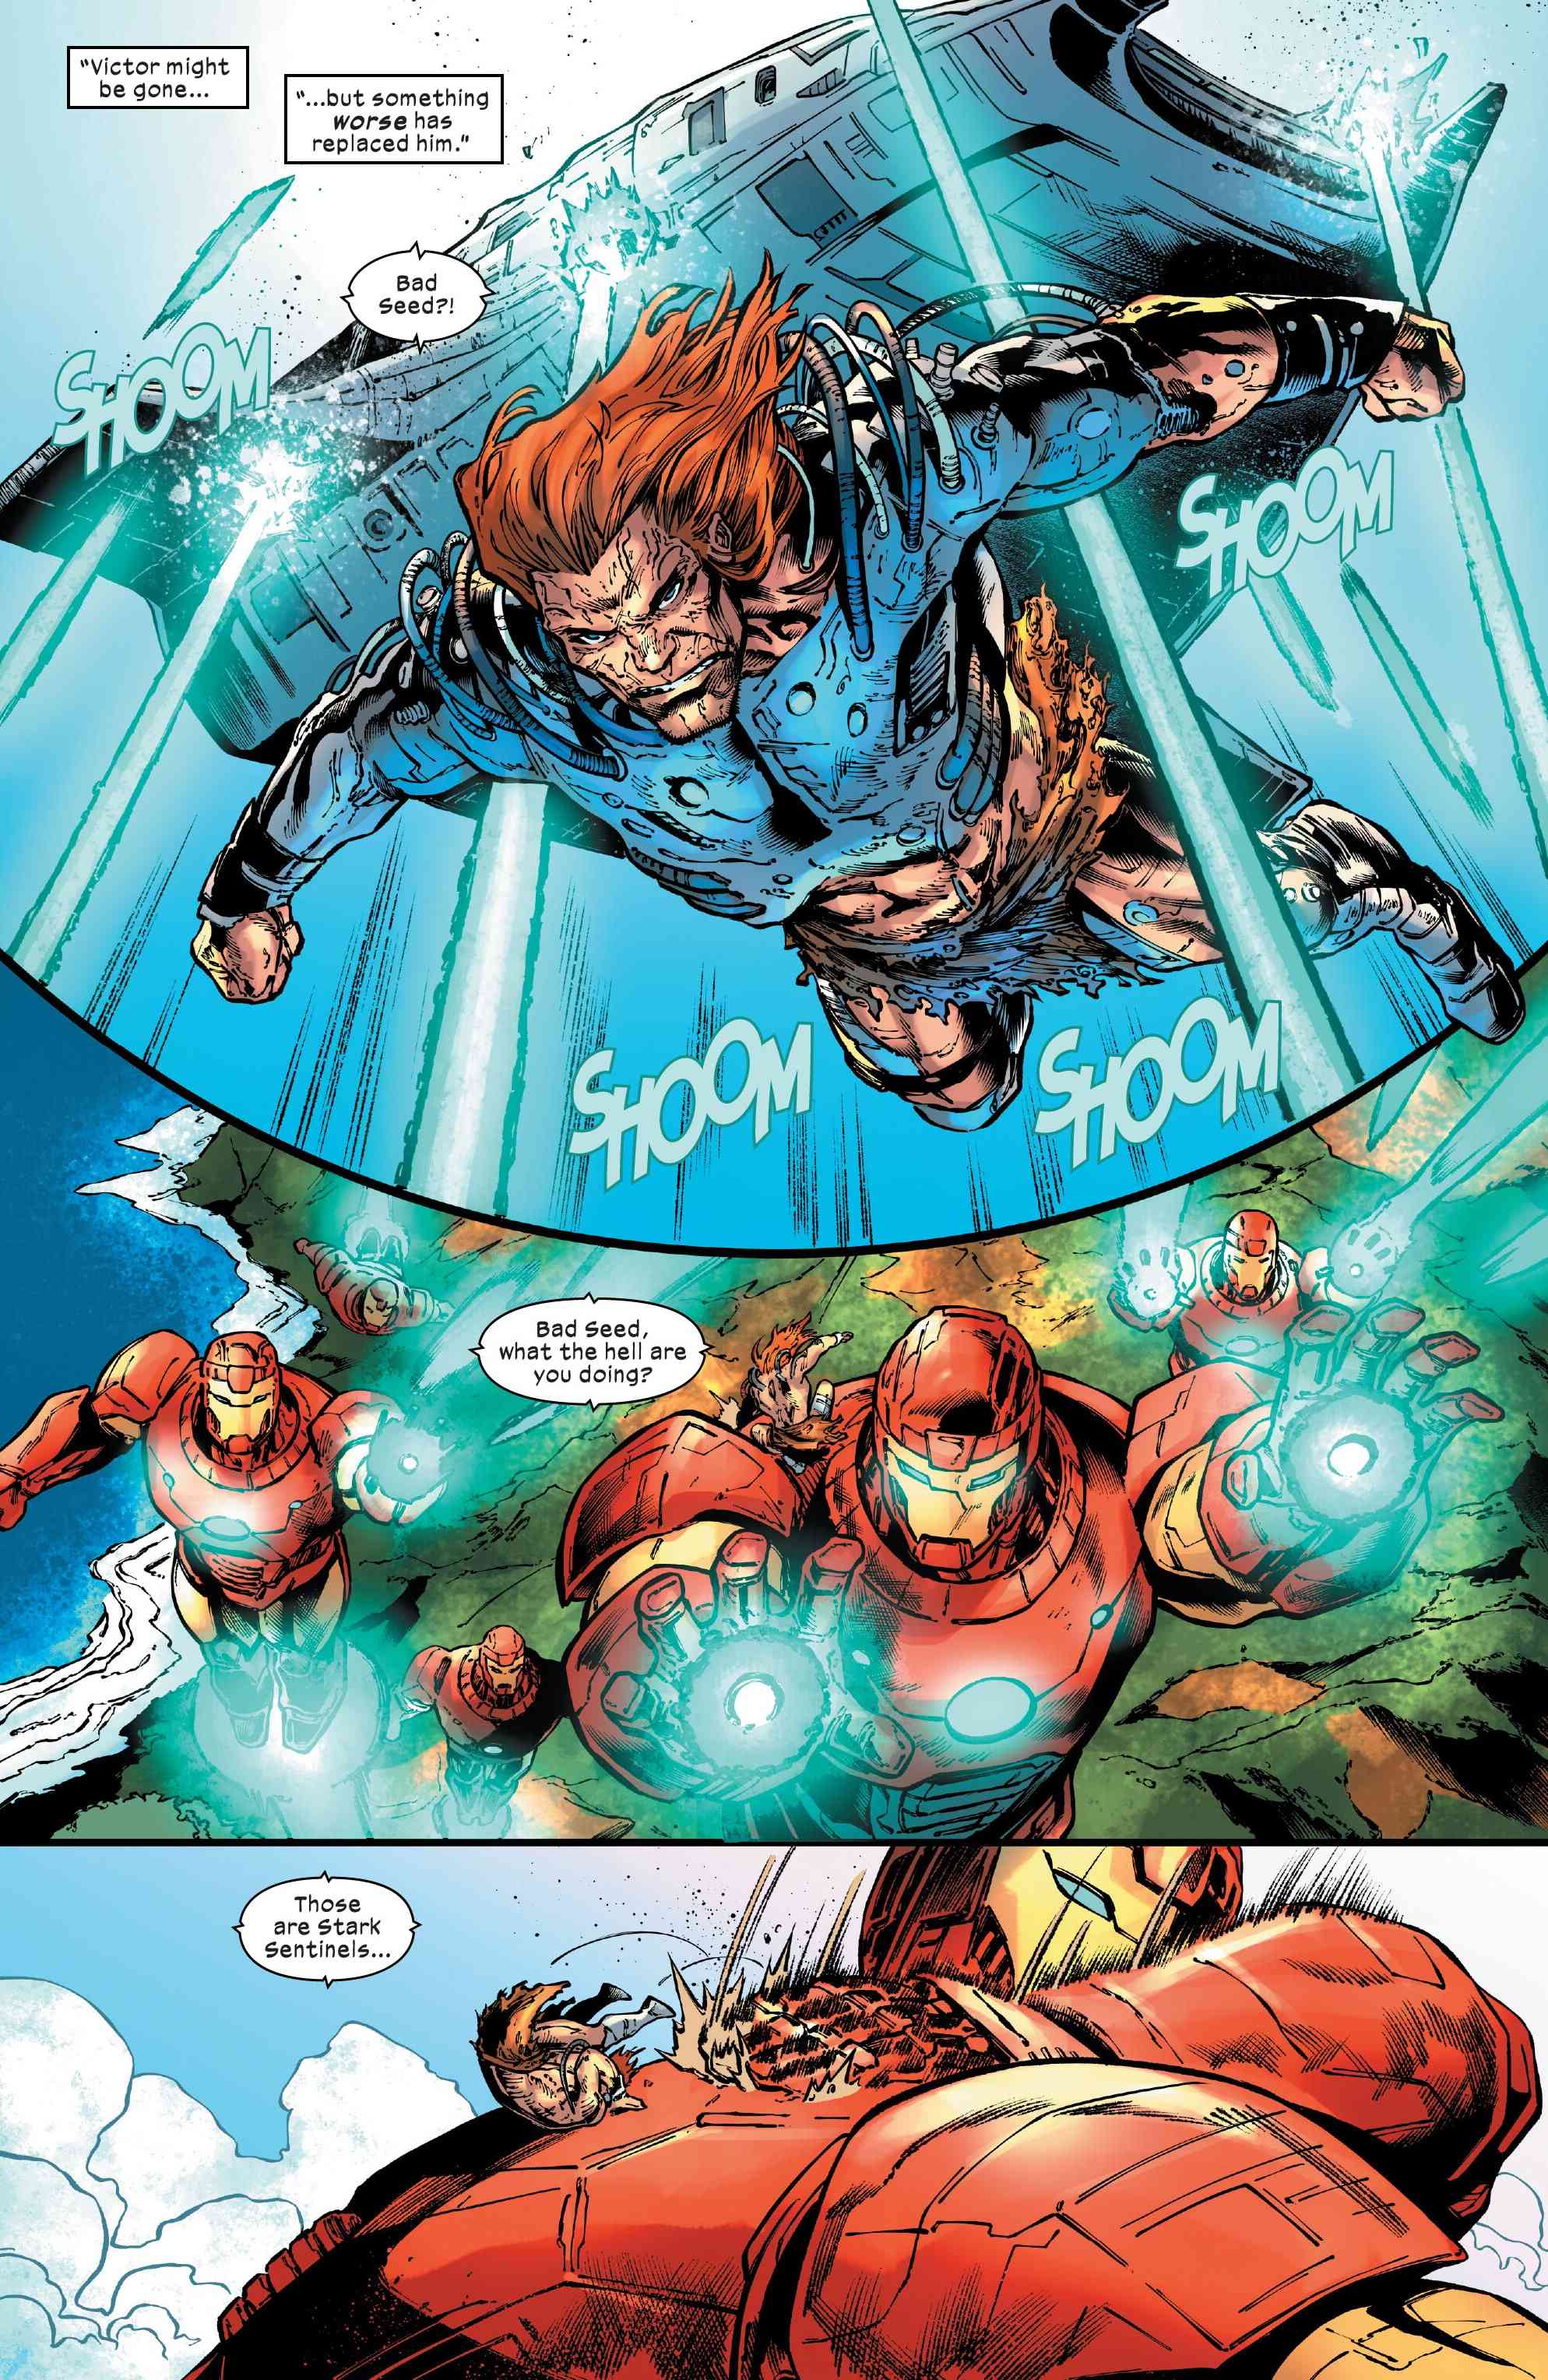 "Victor might
be gone...
"...but something
worse has
replaced him."
Bad
Seed?!
SHOOM
SHOOM
SHOOM
SHOOM
Bad Seed,
what the hell are
you doing?
Those
are Stark
Sentinels...